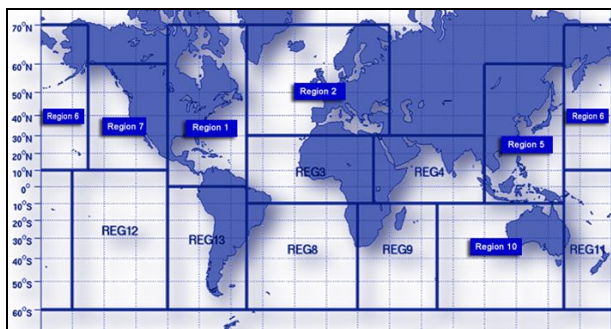 70°N
60°N
50°N
40°N
30°N
20°N
10°N
0°
10°S
20°S
30°S
40°S
50°S
60°S
Region 6
Region 7
Region 1
Region 2
Region 5
Region 6
REG3
REG4
REG12
REG13
REG8
REG9
Region 10
REG11